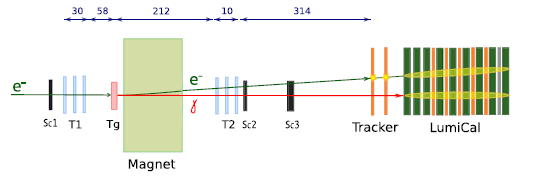 30 58 212 10 314
e⁻ e⁻
γ
Sc1 T1 Tg T2 Sc2 Sc3 Tracker LumiCal
Magnet